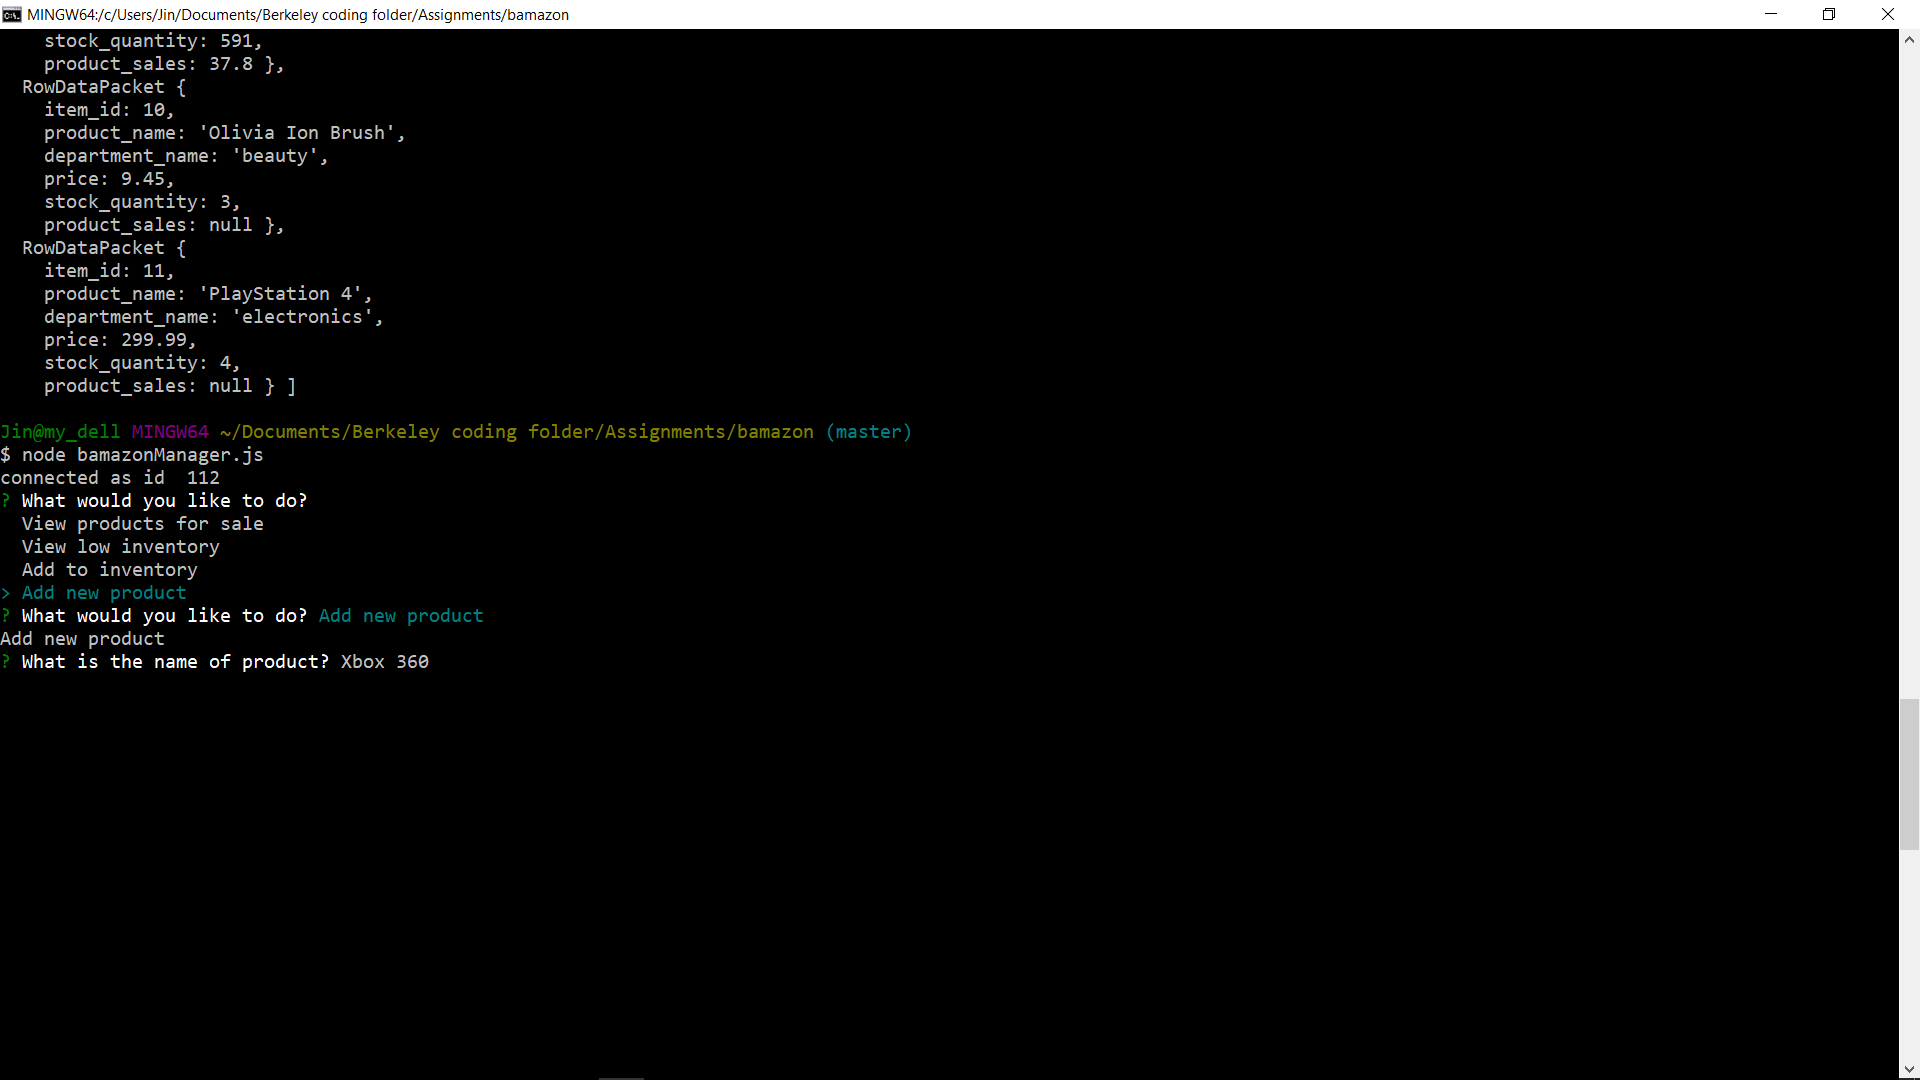 MINGW64:/c/Users/Jin/Documents/Berkeley coding folder/Assignments/bamazon
    stock_quantity: 591,
    product_sales: 37.8 },
  RowDataPacket {
    item_id: 10,
    product_name: 'Olivia Ion Brush',
    department_name: 'beauty',
    price: 9.45,
    stock_quantity: 3,
    product_sales: null },
  RowDataPacket {
    item_id: 11,
    product_name: 'PlayStation 4',
    department_name: 'electronics',
    price: 299.99,
    stock_quantity: 4,
    product_sales: null } ]
Jin@my_dell MINGW64 ~/Documents/Berkeley coding folder/Assignments/bamazon (master)
$ node bamazonManager.js
connected as id  112
? What would you like to do?
  View products for sale
  View low inventory
  Add to inventory
> Add new product
? What would you like to do? Add new product
Add new product
? What is the name of product? Xbox 360